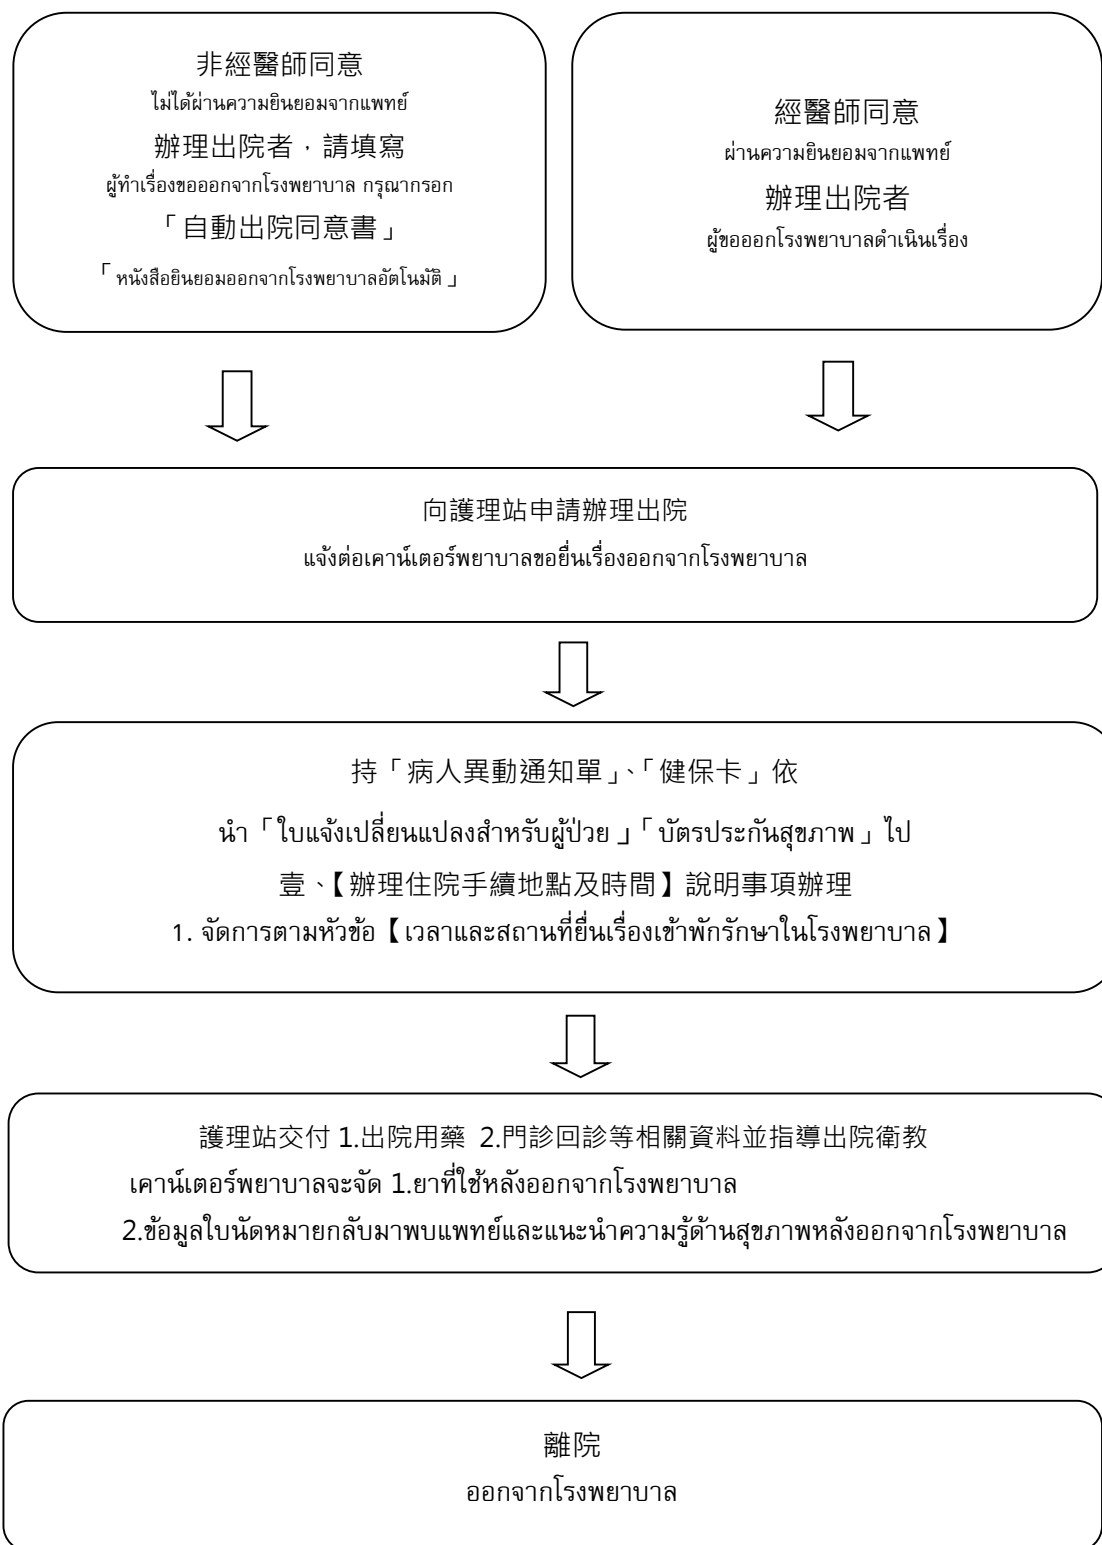 非經醫師同意
ไม่ได้ผ่านความยินยอมจากแพทย์
辦理出院者，請填寫
ผู้ทำเรื่องขอออกจากโรงพยาบาล กรุณากรอก
「自動出院同意書」
「หนังสือยินยอมออกจากโรงพยาบาลอัตโนมัติ」
經醫師同意
ผ่านความยินยอมจากแพทย์
辦理出院者
ผู้ขอออกโรงพยาบาลดำเนินเรื่อง
向護理站申請辦理出院
แจ้งต่อเคาน์เตอร์พยาบาลขอยื่นเรื่องออกจากโรงพยาบาล
持「病人異動通知單」、「健保卡」依
นำ「ใบแจ้งเปลี่ยนแปลงสำหรับผู้ป่วย」「บัตรประกันสุขภาพ」ไป
壹、【辦理住院手續地點及時間】說明事項辦理
1. จัดการตามหัวข้อ【เวลาและสถานที่ยื่นเรื่องเข้าพักรักษาในโรงพยาบาล】
護理站交付 1.出院用藥 2.門診回診等相關資料並指導出院衛教
เคาน์เตอร์พยาบาลจะจัด 1.ยาที่ใช้หลังออกจากโรงพยาบาล
2.ข้อมูลใบนัดหมายกลับมาพบแพทย์และแนะนำความรู้ด้านสุขภาพหลังออกจากโรงพยาบาล
離院
ออกจากโรงพยาบาล